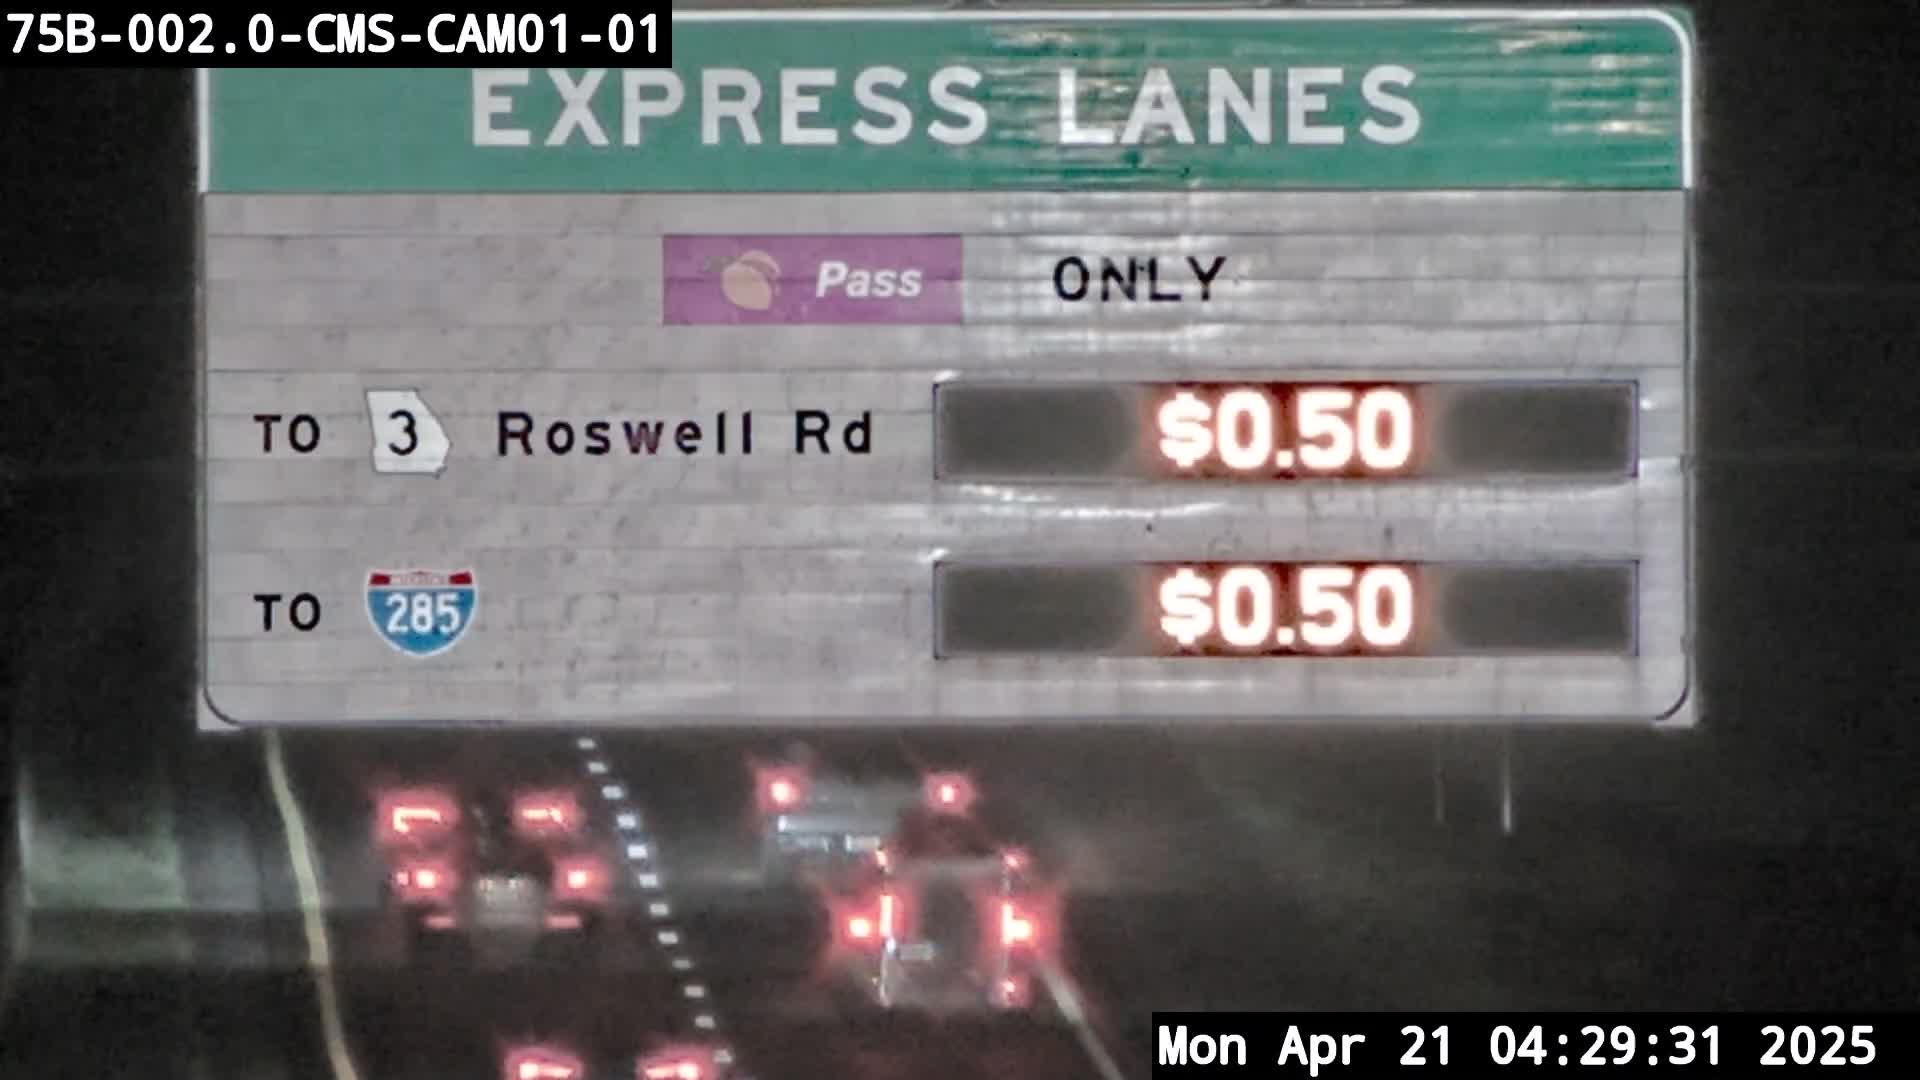 75B-002.0-CMS-CAM01-01
EXPRESS LANES
Pass ONLY
TO 3 Roswell Rd $0.50
TO 285 $0.50
Mon Apr 21 04:29:31 2025